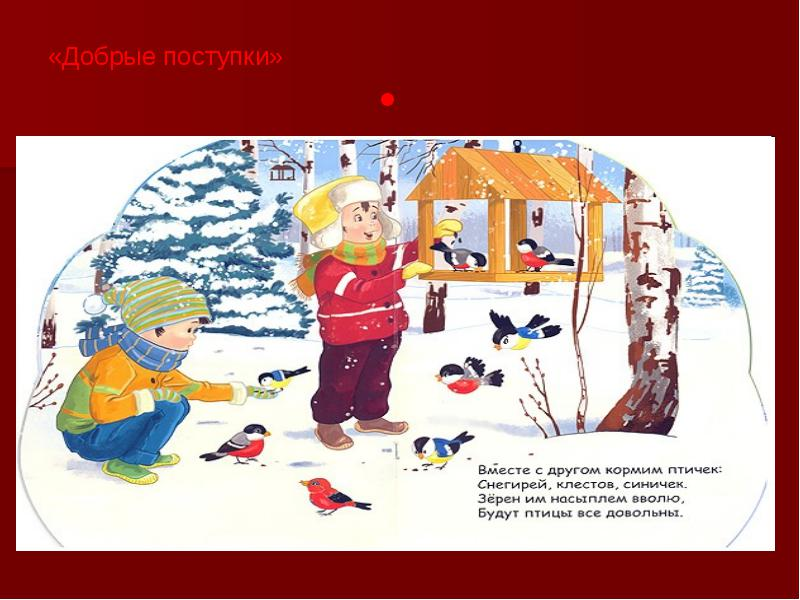 «Добрые поступки»
Вместе с другом кормим птичек:
Снегирей, клестов, синичек.
Зёрен им насыплем вволю,
Будут птицы все довольны.